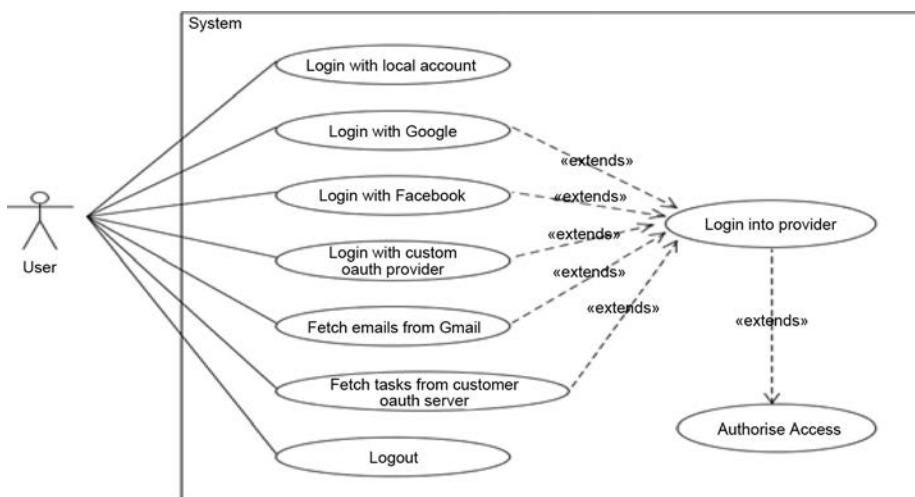 System
Login with local account
Login with Google
«extends»
Login with Facebook
«extends»
Login into provider
«extends»
User
Login with custom
oauth provider
«extends»
Fetch emails from Gmail
«extends»
«extends»
Fetch tasks from customer
oauth server
Authorise Access
Logout